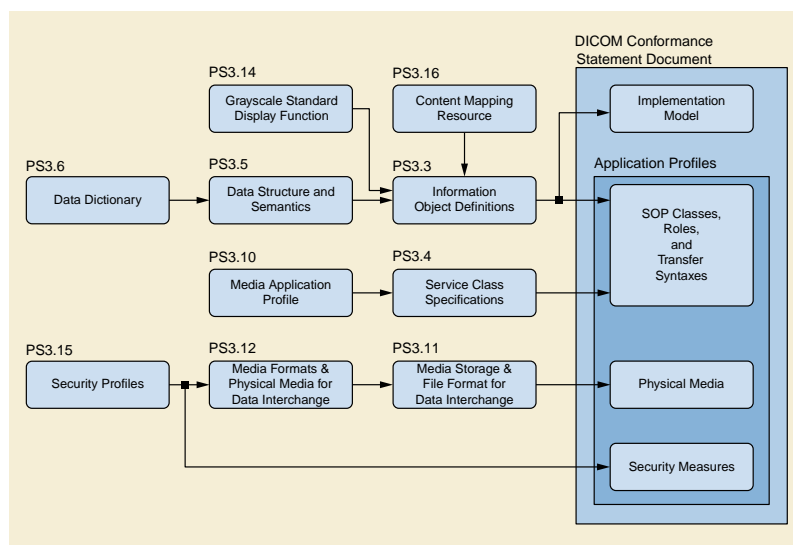 DICOM Conformance
Statement Document
PS3.14
Grayscale Standard
Display Function
PS3.16
Content Mapping
Resource
Implementation
Model
PS3.6
Data Dictionary
PS3.5
Data Structure and
Semantics
PS3.3
Information
Object Definitions
Application Profiles
SOP Classes,
Roles,
and
Transfer
Syntaxes
PS3.10
Media Application
Profile
PS3.4
Service Class
Specifications
PS3.15
Security Profiles
PS3.12
Media Formats &
Physical Media for
Data Interchange
PS3.11
Media Storage &
File Format for
Data Interchange
Physical Media
Security Measures